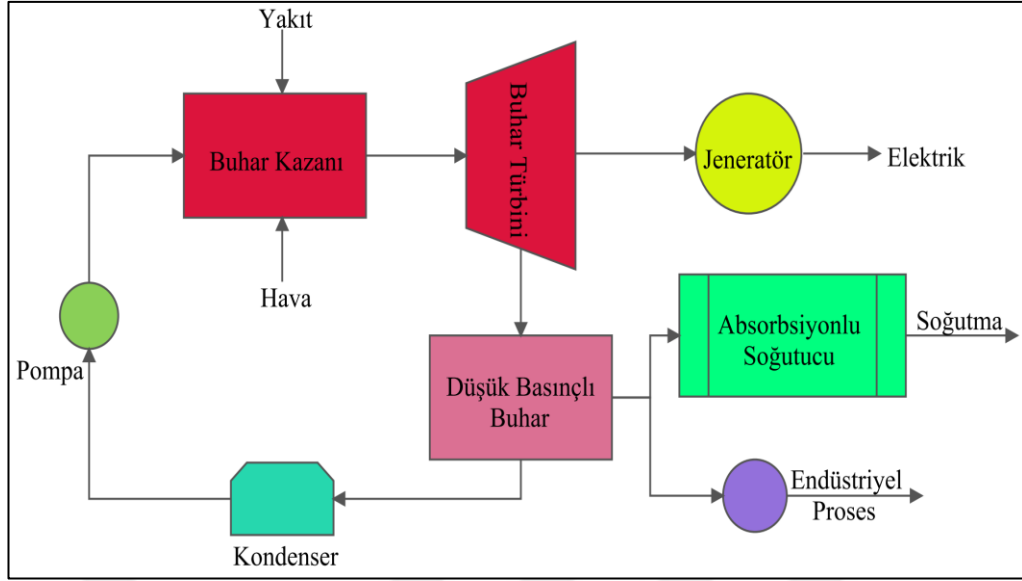 Yakıt
Buhar Kazanı
Hava
Buhar Türbini
Jeneratör
Elektrik
Pompa
Düşük Basınçlı
Buhar
Absorbsiyonlu
Soğutucu
Soğutma
Endüstriyel
Proses
Kondenser